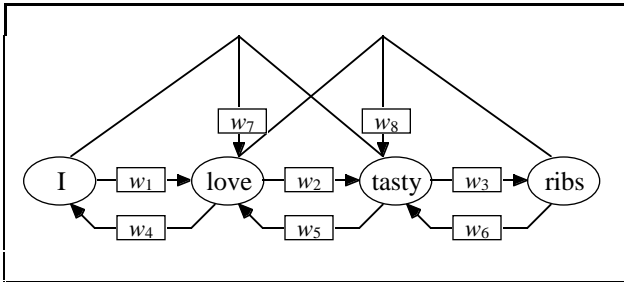 w₇ w₈
I w₁ love w₂ tasty w₃ ribs
w₄ w₅ w₆